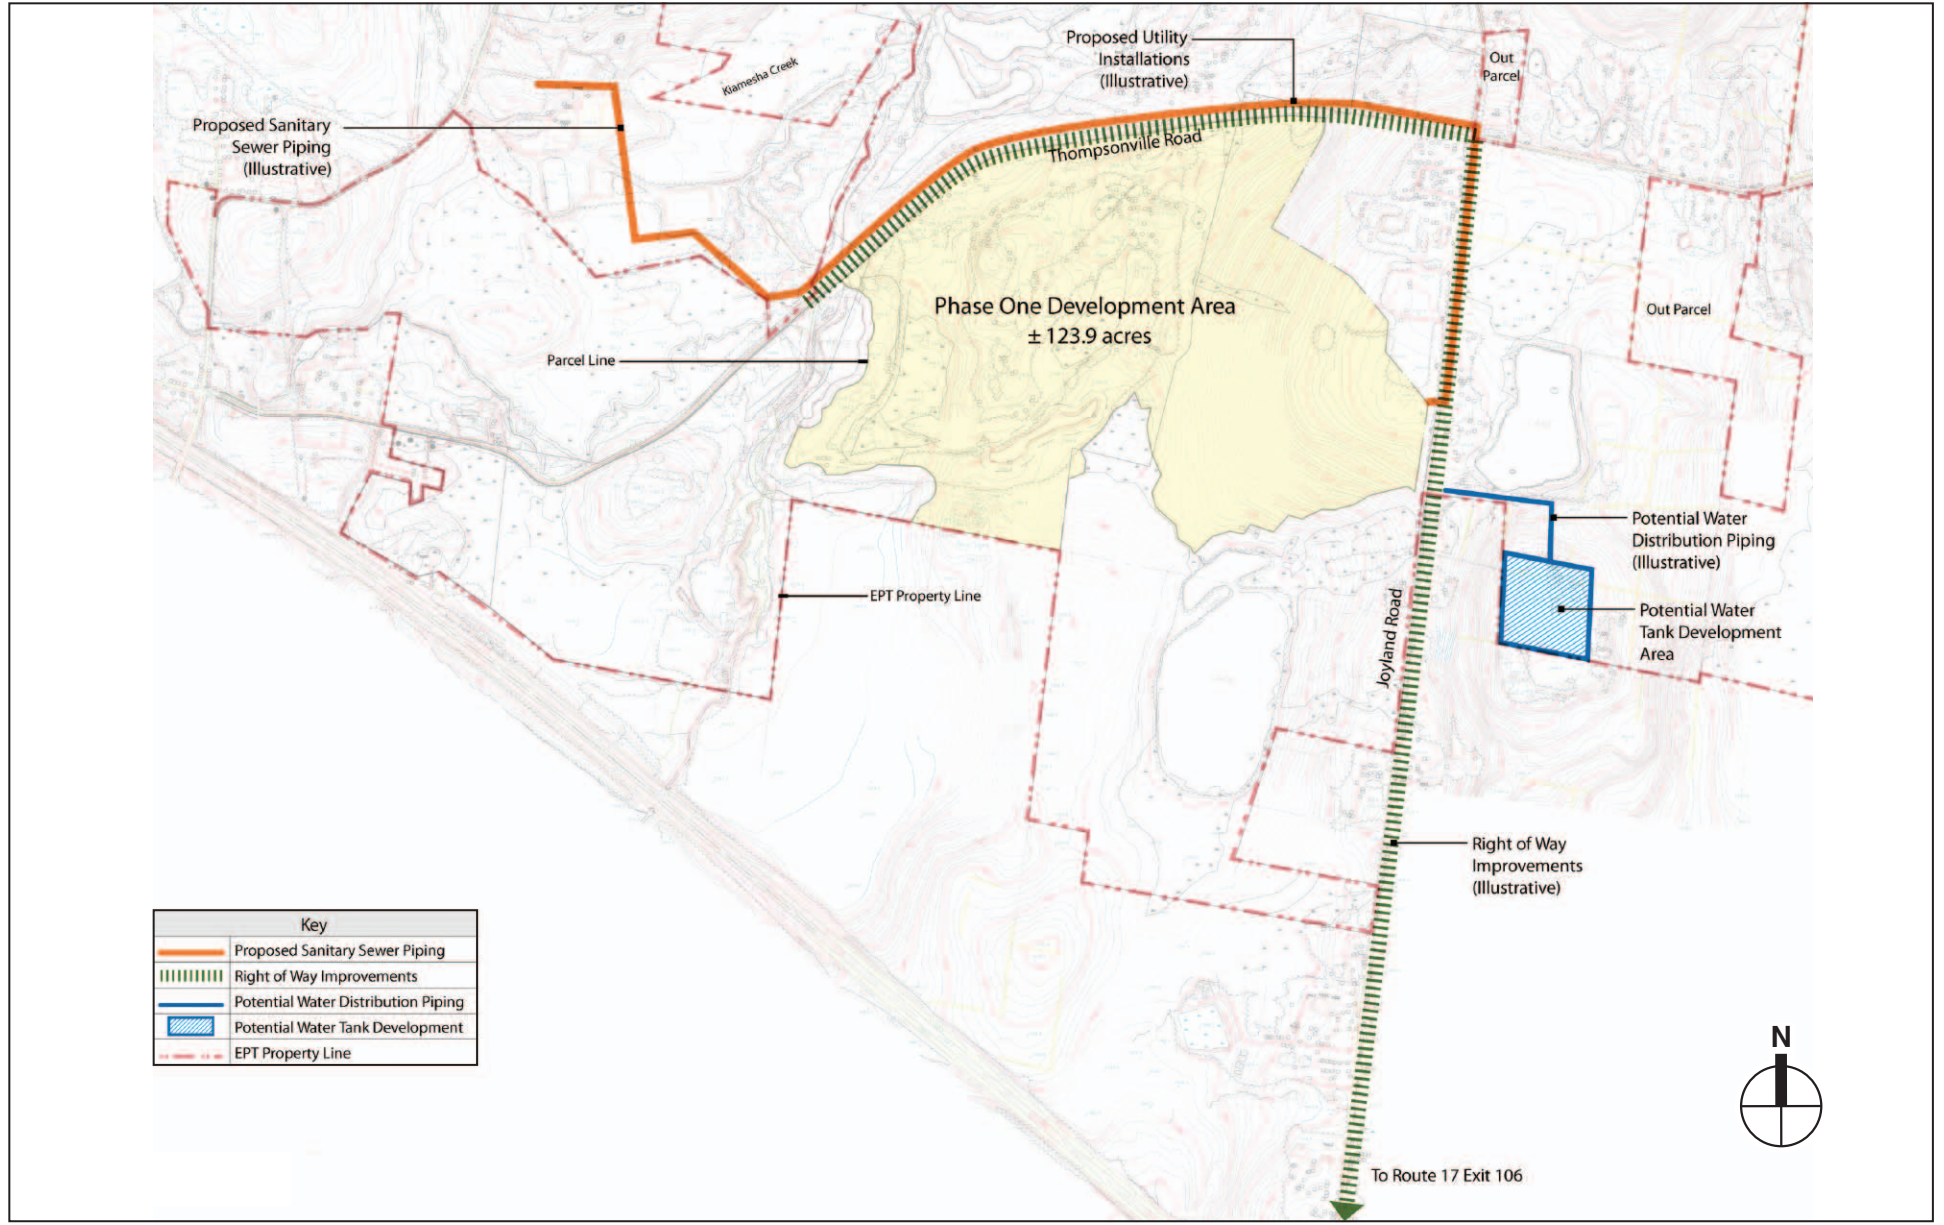 Proposed Utility
Installations
(Illustrative)
Out
Parcel
Kiamesha Creek
Proposed Sanitary
Sewer Piping
(Illustrative)
Thompsonville Road
Phase One Development Area
± 123.9 acres
Out Parcel
Parcel Line
Potential Water
Distribution Piping
(Illustrative)
EPT Property Line
Potential Water
Tank Development
Area
Joyland Road
Right of Way
Improvements
(Illustrative)
Key
Proposed Sanitary Sewer Piping
Right of Way Improvements
Potential Water Distribution Piping
Potential Water Tank Development
EPT Property Line
N
To Route 17 Exit 106